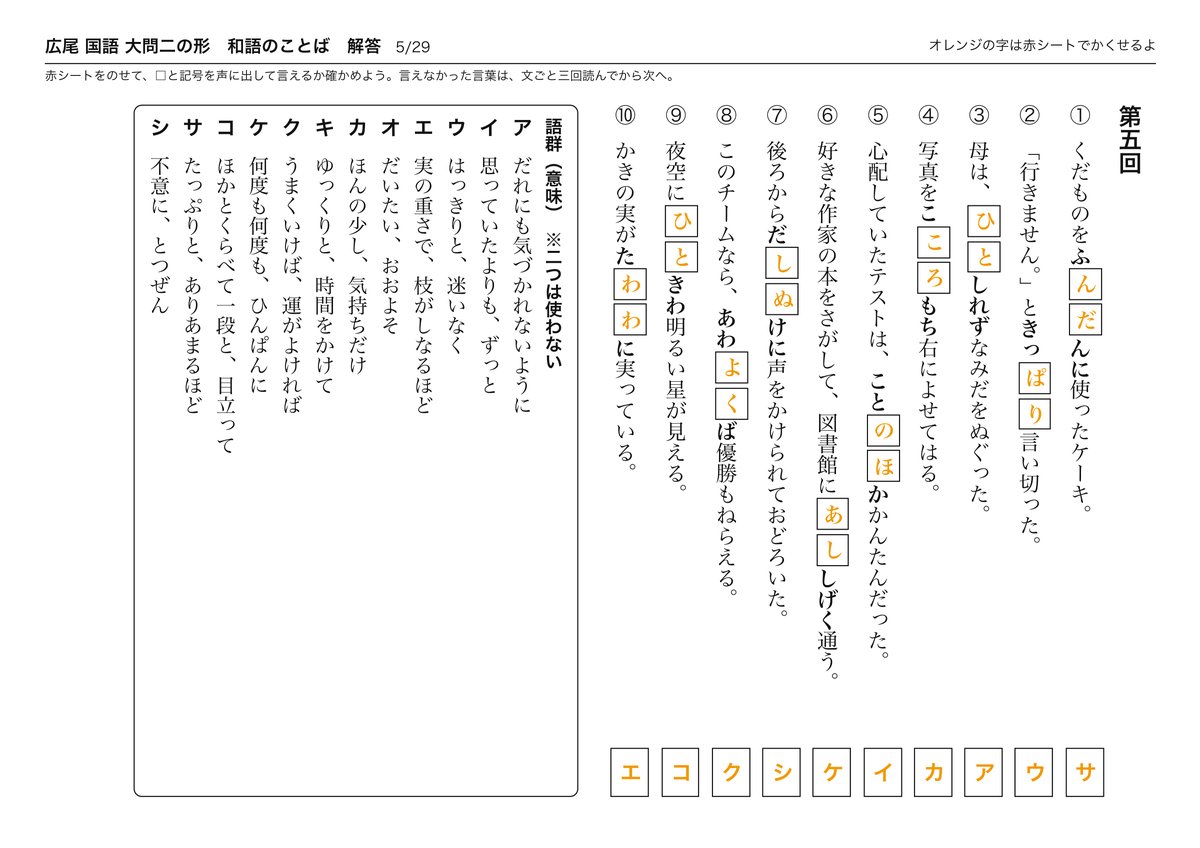 広尾 国語 大問二の形　和語のことば　解答　5/29
オレンジの字は赤シートでかくせるよ
赤シートをのせて、□と記号を声に出して言えるか確かめよう。言えなかった言葉は、文ごと三回読んでから次へ。
第五回
① くだものをふんだんに使ったケーキ。 サ
② 「行きません。」ときっぱり言い切った。 ウ
③ 母は、ひとしれずなみだをぬぐった。 ア
④ 写真をこころもち右によせてはる。 カ
⑤ 心配していたテストは、ことのほかかんたんだった。 イ
⑥ 好きな作家の本をさがして、図書館にあししげく通う。 ケ
⑦ 後ろからだしぬけに声をかけられておどろいた。 シ
⑧ このチームなら、あわよくば優勝もねらえる。 ク
⑨ 夜空にひときわ明るい星が見える。 コ
⑩ かきの実がたわわに実っている。 エ
語群（意味）　※二つは使わない
ア　だれにも気づかれないように
イ　思っていたよりも、ずっと
ウ　はっきりと、迷いなく
エ　実の重さで、枝がしなるほど
オ　だいたい、おおよそ
カ　ほんの少し、気持ちだけ
キ　ゆっくりと、時間をかけて
ク　うまくいけば、運がよければ
ケ　何度も何度も、ひんぱんに
コ　ほかとくらべて一段と、目立って
サ　たっぷりと、ありあまるほど
シ　不意に、とつぜん